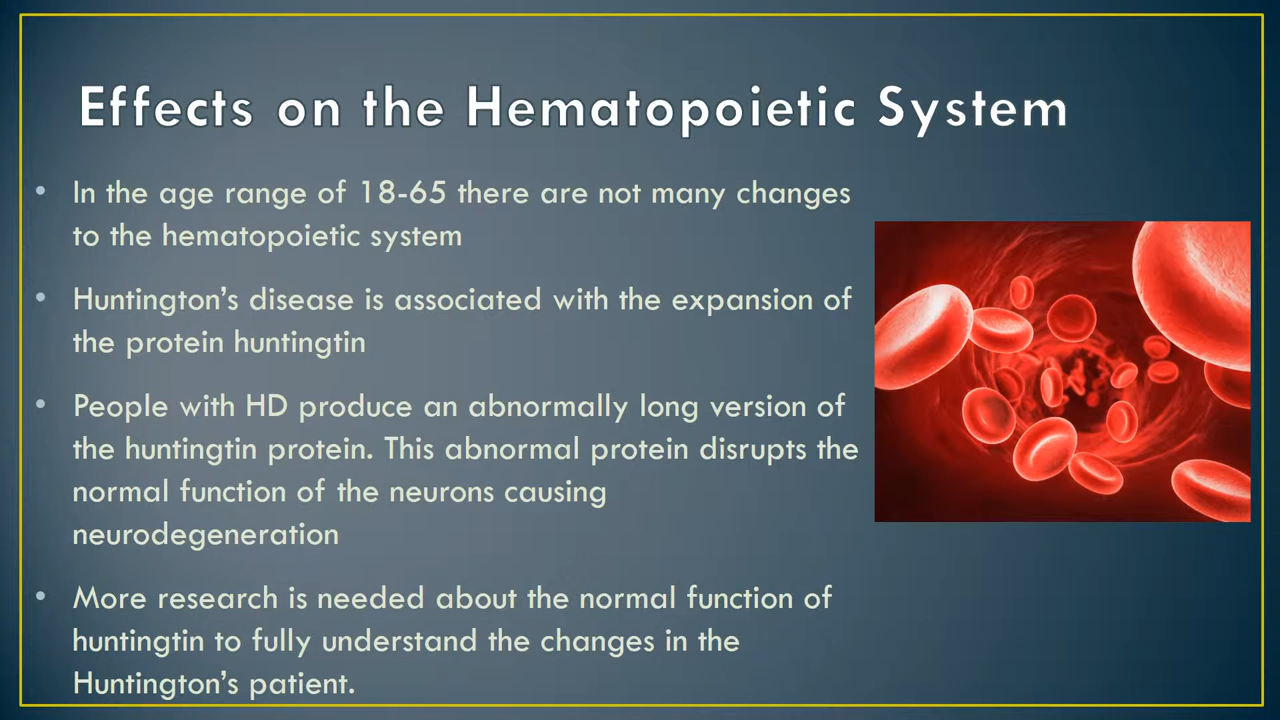 Effects on the Hematopoietic System
• In the age range of 18-65 there are not many changes
to the hematopoietic system
• Huntington’s disease is associated with the expansion of
the protein huntingtin
• People with HD produce an abnormally long version of
the huntingtin protein. This abnormal protein disrupts the
normal function of the neurons causing
neurodegeneration
• More research is needed about the normal function of
huntingtin to fully understand the changes in the
Huntington’s patient.